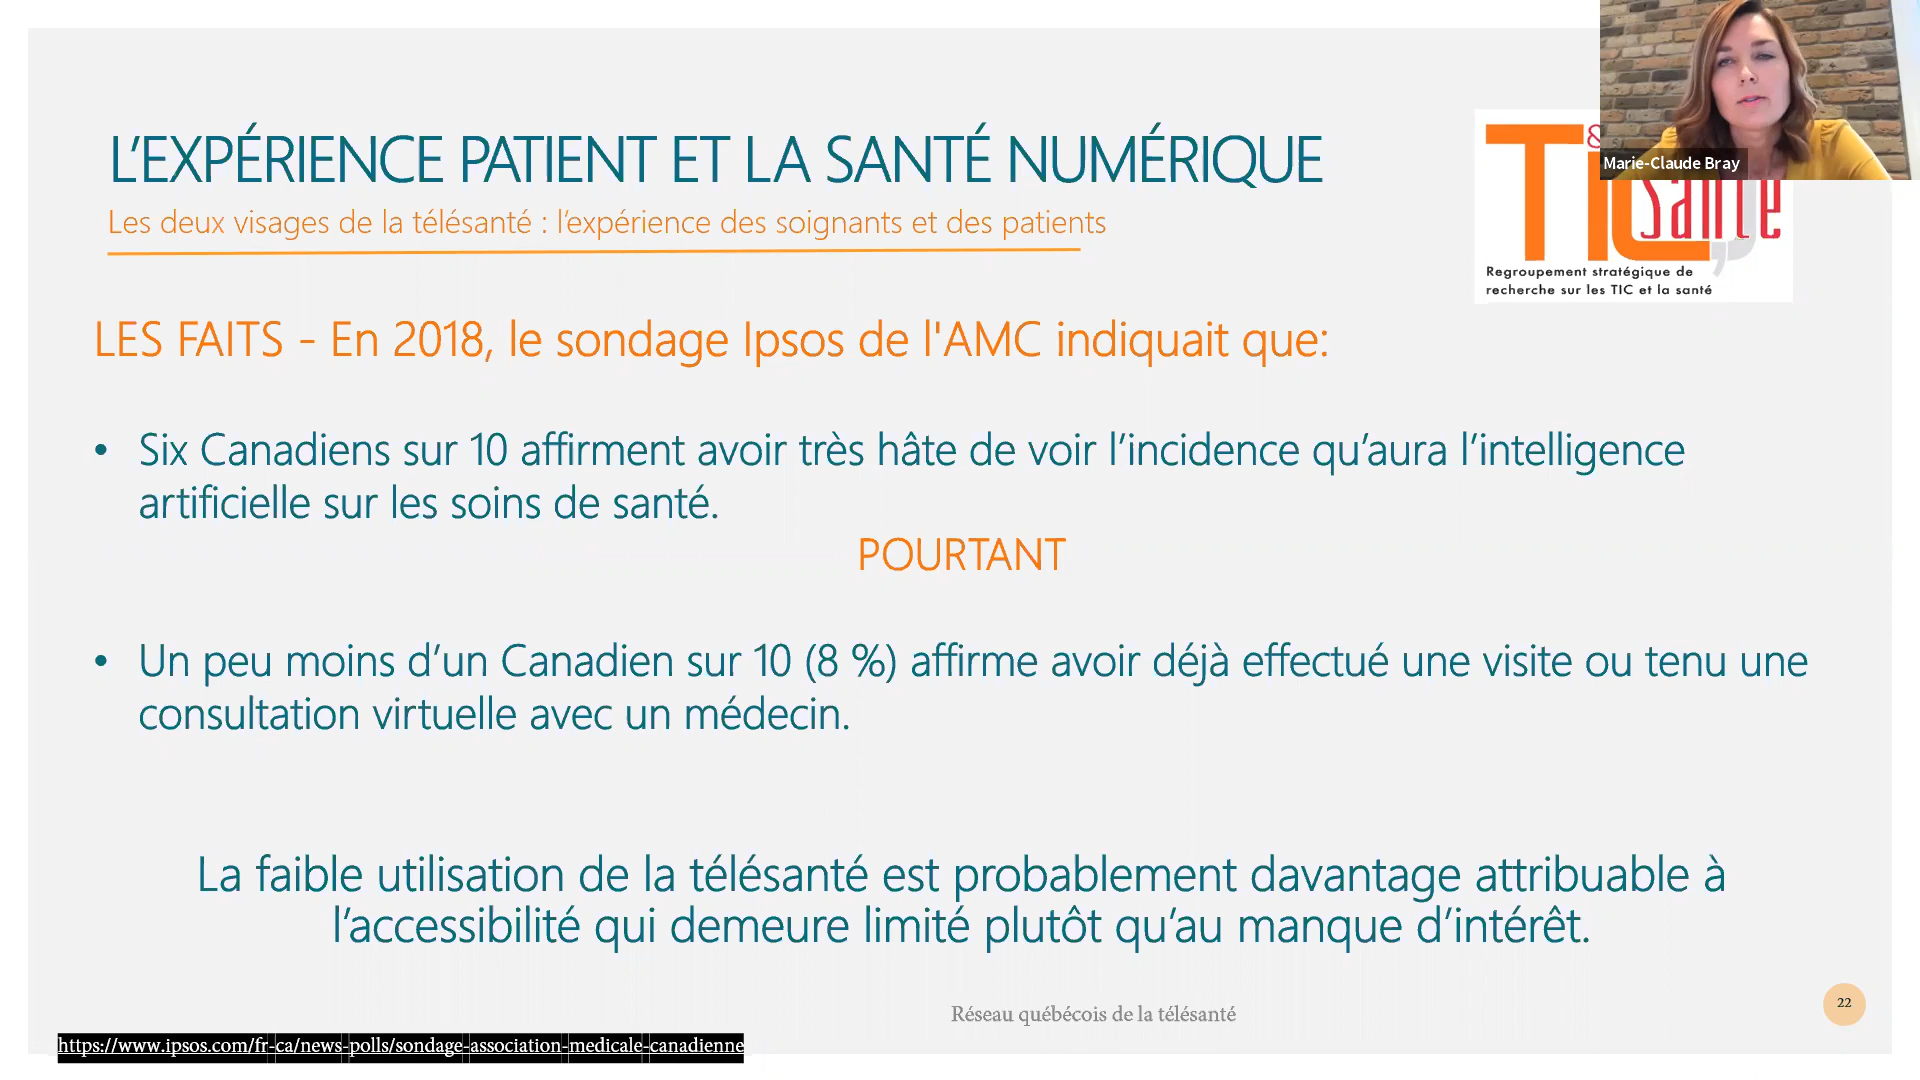 L'EXPÉRIENCE PATIENT ET LA SANTÉ NUMÉRIQUE
Les deux visages de la télésanté : l'expérience des soignants et des patients
TIC
&
santé
Regroupement stratégique de
recherche sur les TIC et la santé
Marie-Claude Bray
LES FAITS - En 2018, le sondage Ipsos de l'AMC indiquait que:
• Six Canadiens sur 10 affirment avoir très hâte de voir l'incidence qu'aura l'intelligence
artificielle sur les soins de santé.
POURTANT
• Un peu moins d'un Canadien sur 10 (8 %) affirme avoir déjà effectué une visite ou tenu une
consultation virtuelle avec un médecin.
La faible utilisation de la télésanté est probablement davantage attribuable à
l'accessibilité qui demeure limité plutôt qu'au manque d'intérêt.
Réseau québécois de la télésanté
22
https://www.ipsos.com/fr-ca/news-polls/sondage-association-medicale-canadienne